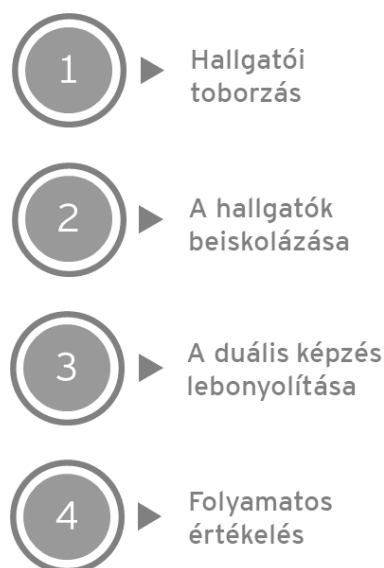 1
Hallgatói
toborzás
2
A hallgatók
beiskolázása
3
A duális képzés
lebonyolítása
4
Folyamatos
értékelés